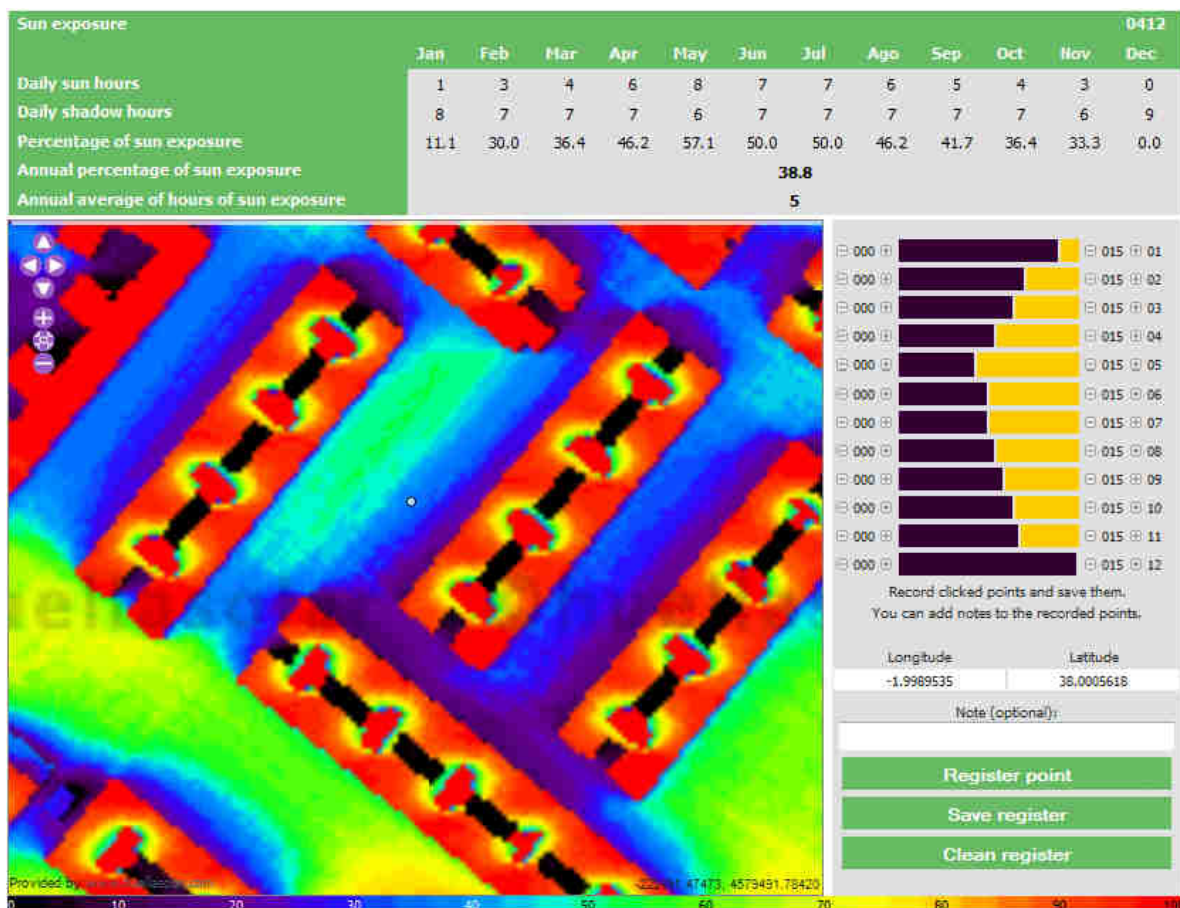 Sun exposure 0412
Jan Feb Mar Apr May Jun Jul Ago Sep Oct Nov Dec
Daily sun hours 1 3 4 6 8 7 7 6 5 4 3 0
Daily shadow hours 8 7 7 7 6 7 7 7 7 7 6 9
Percentage of sun exposure 11.1 30.0 36.4 46.2 57.1 50.0 50.0 46.2 41.7 36.4 33.3 0.0
Annual percentage of sun exposure 38.8
Annual average of hours of sun exposure 5
000 015 01
000 015 02
000 015 03
000 015 04
000 015 05
000 015 06
000 015 07
000 015 08
000 015 09
000 015 10
000 015 11
000 015 12
Record clicked points and save them.
You can add notes to the recorded points.
Longitude Latitude
-1.9989535 38.0005618
Note (optional):
Register point
Save register
Clean register
Provided by
4579491.78420
0 10 20 30 40 50 60 70 80 90 100